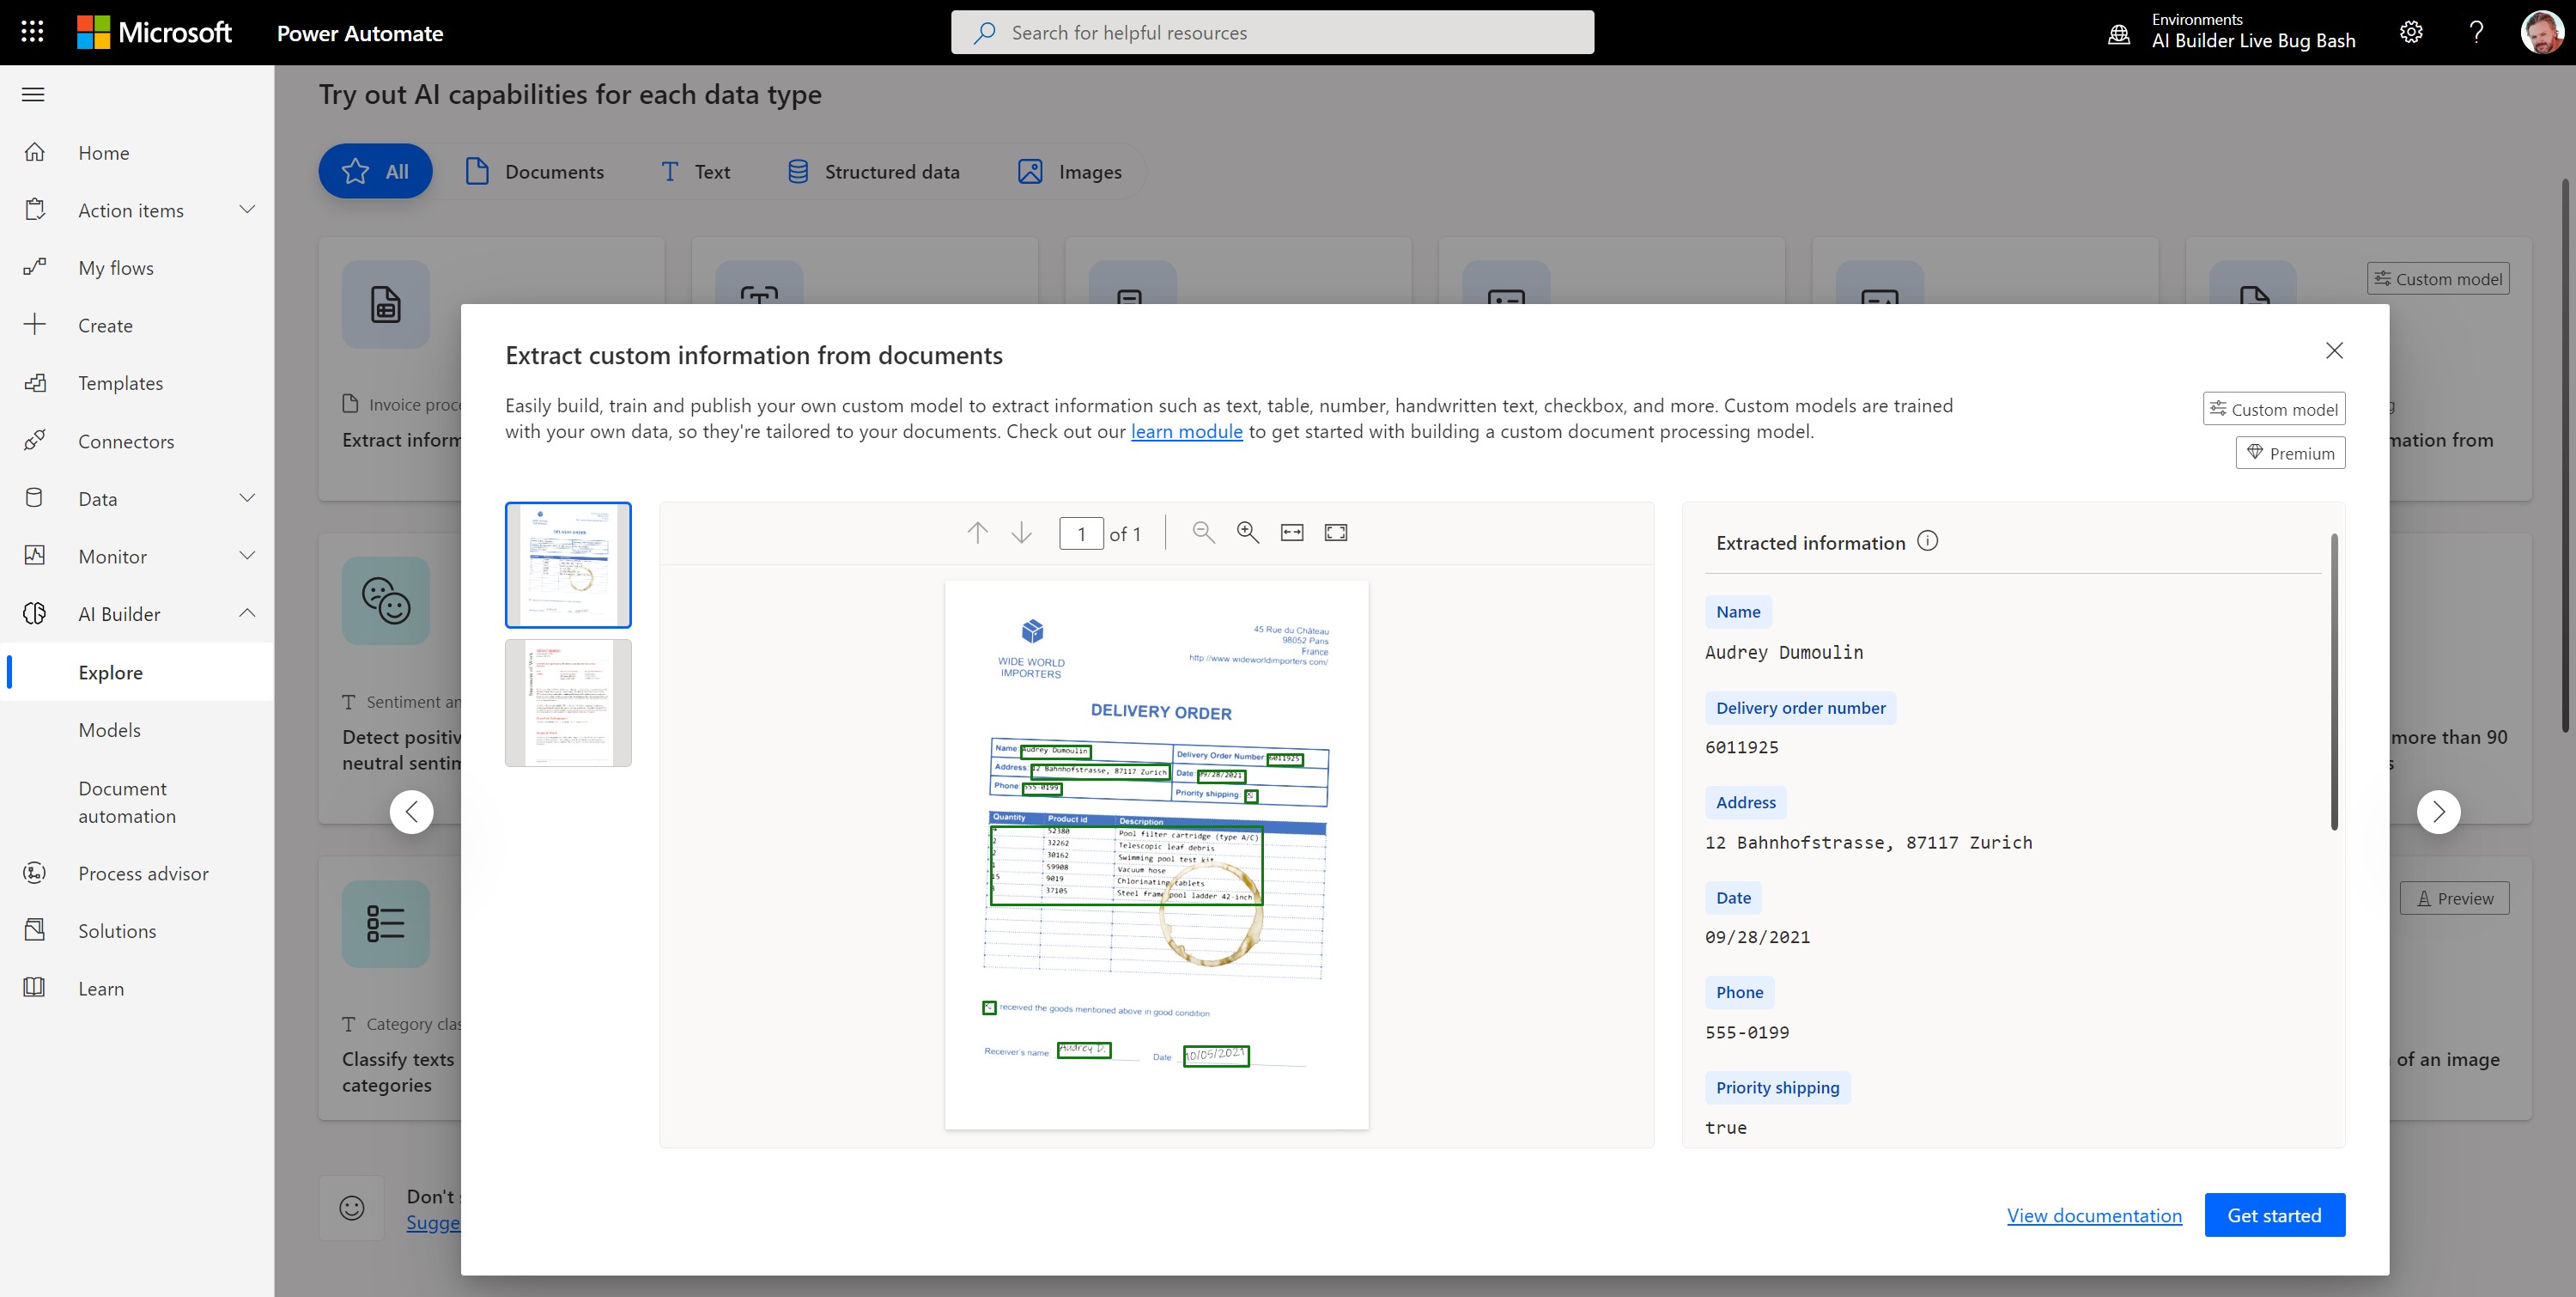 Microsoft
Power Automate
Search for helpful resources
Environments
AI Builder Live Bug Bash
Home
Action items
My flows
Create
Templates
Connectors
Data
Monitor
AI Builder
Explore
Models
Document
automation
Process advisor
Solutions
Learn
Try out AI capabilities for each data type
All
Documents
Text
Structured data
Images
Custom model
Invoice proc
Extract inform
mation from
Sentiment an
Detect positiv
neutral sentim
more than 90
Preview
Category clas
Classify texts
categories
of an image
Don't
Sugge
Extract custom information from documents
Easily build, train and publish your own custom model to extract information such as text, table, number, handwritten text, checkbox, and more. Custom models are trained
with your own data, so they're tailored to your documents. Check out our learn module to get started with building a custom document processing model.
Custom model
Premium
1 of 1
WIDE WORLD
IMPORTERS
45 Rue du Château
98052 Paris
France
http://www.wideworldimporters.com/
DELIVERY ORDER
Name: Audrey Dumoulin
Delivery Order Number: 6011925
Address: 12 Bahnhofstrasse, 87117 Zurich
Date: 09/28/2021
Phone: 555-0199
Priority shipping:
Quantity Product id Description
52380 Pool filter cartridge (type A/C)
2 32262 Telescopic leaf debris
2 30162 Swimming pool test kit
1 59908 Vacuum hose
15 9019 Chlorinating tablets
37105 Steel frame pool ladder 42-inch
received the goods mentioned above in good condition
Receiver's name Audrey D. Date 10/05/2021
Extracted information
Name
Audrey Dumoulin
Delivery order number
6011925
Address
12 Bahnhofstrasse, 87117 Zurich
Date
09/28/2021
Phone
555-0199
Priority shipping
true
View documentation
Get started